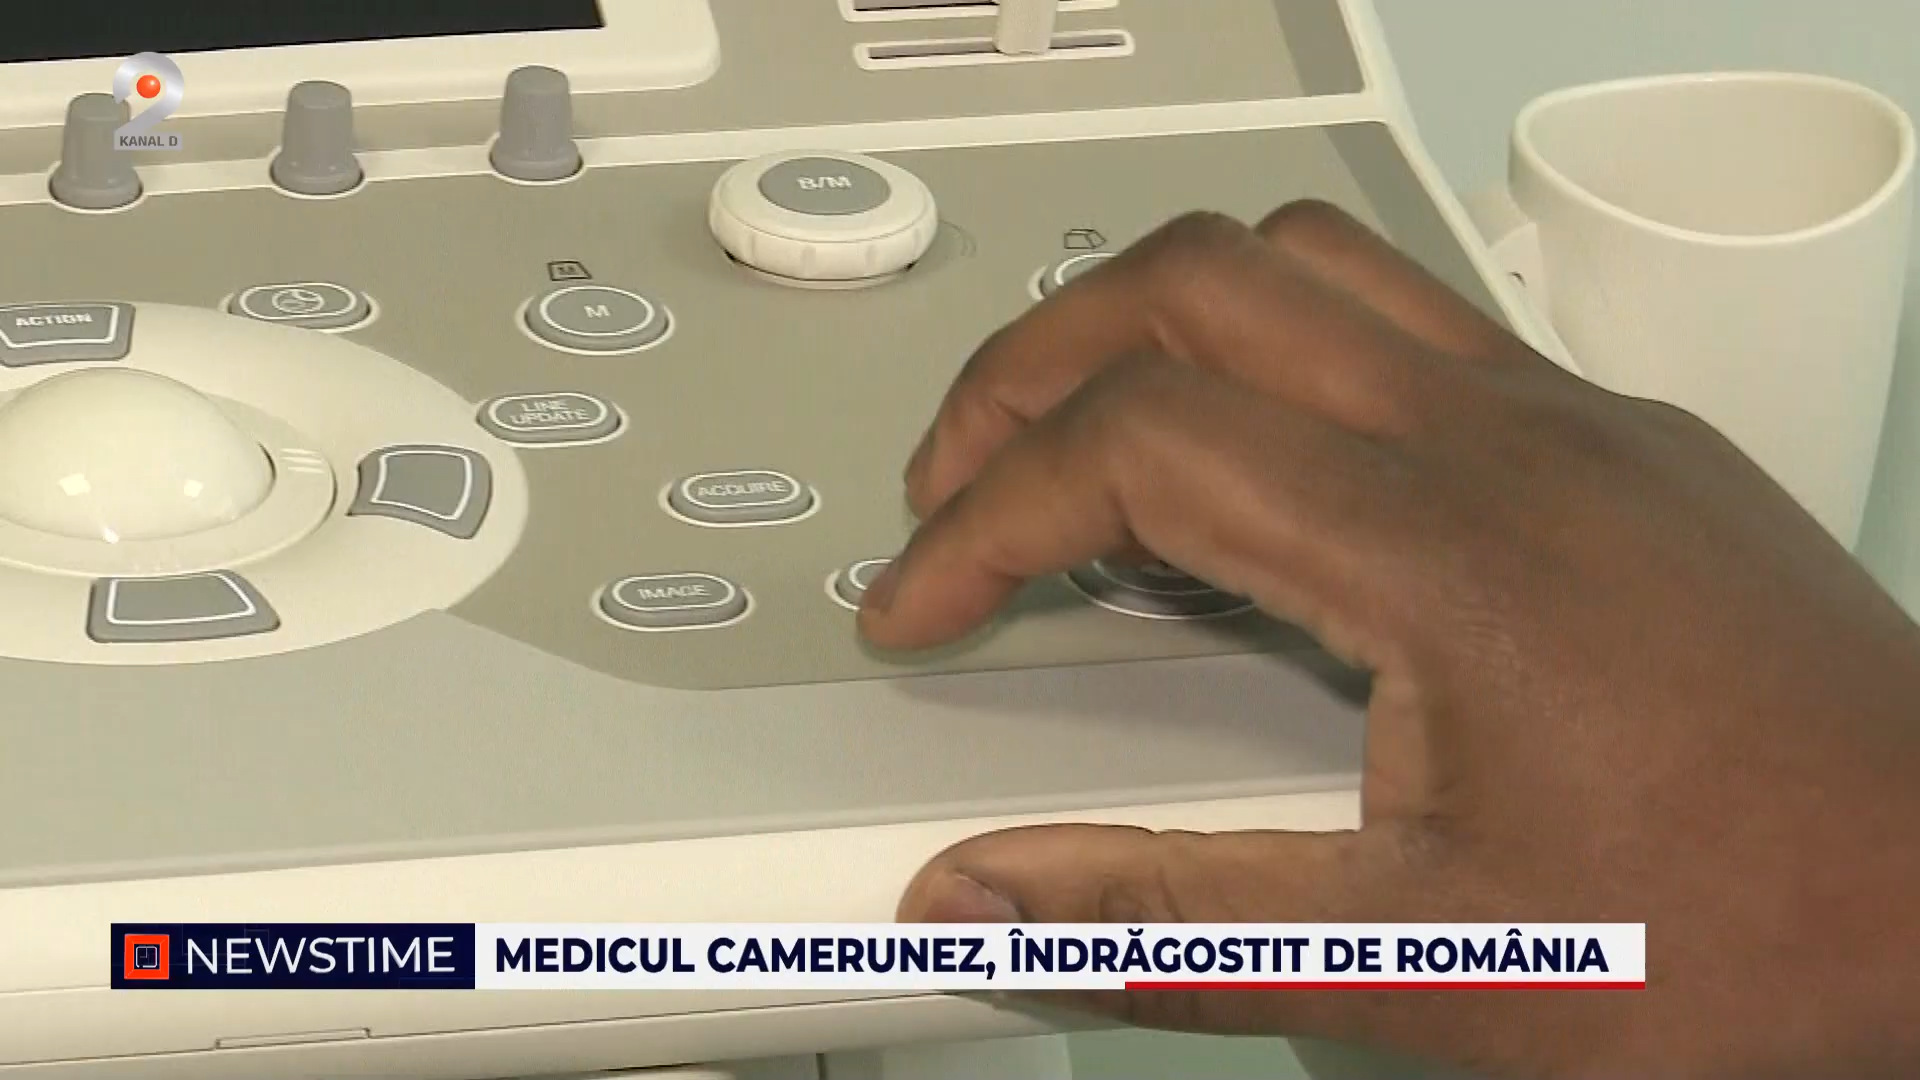 KANAL D
B/M
M
M
ACTION
LINE
UPDATE
ACQUIRE
IMAGE
NEWSTIME
MEDICUL CAMERUNEZ, ÎNDRĂGOSTIT DE ROMÂNIA